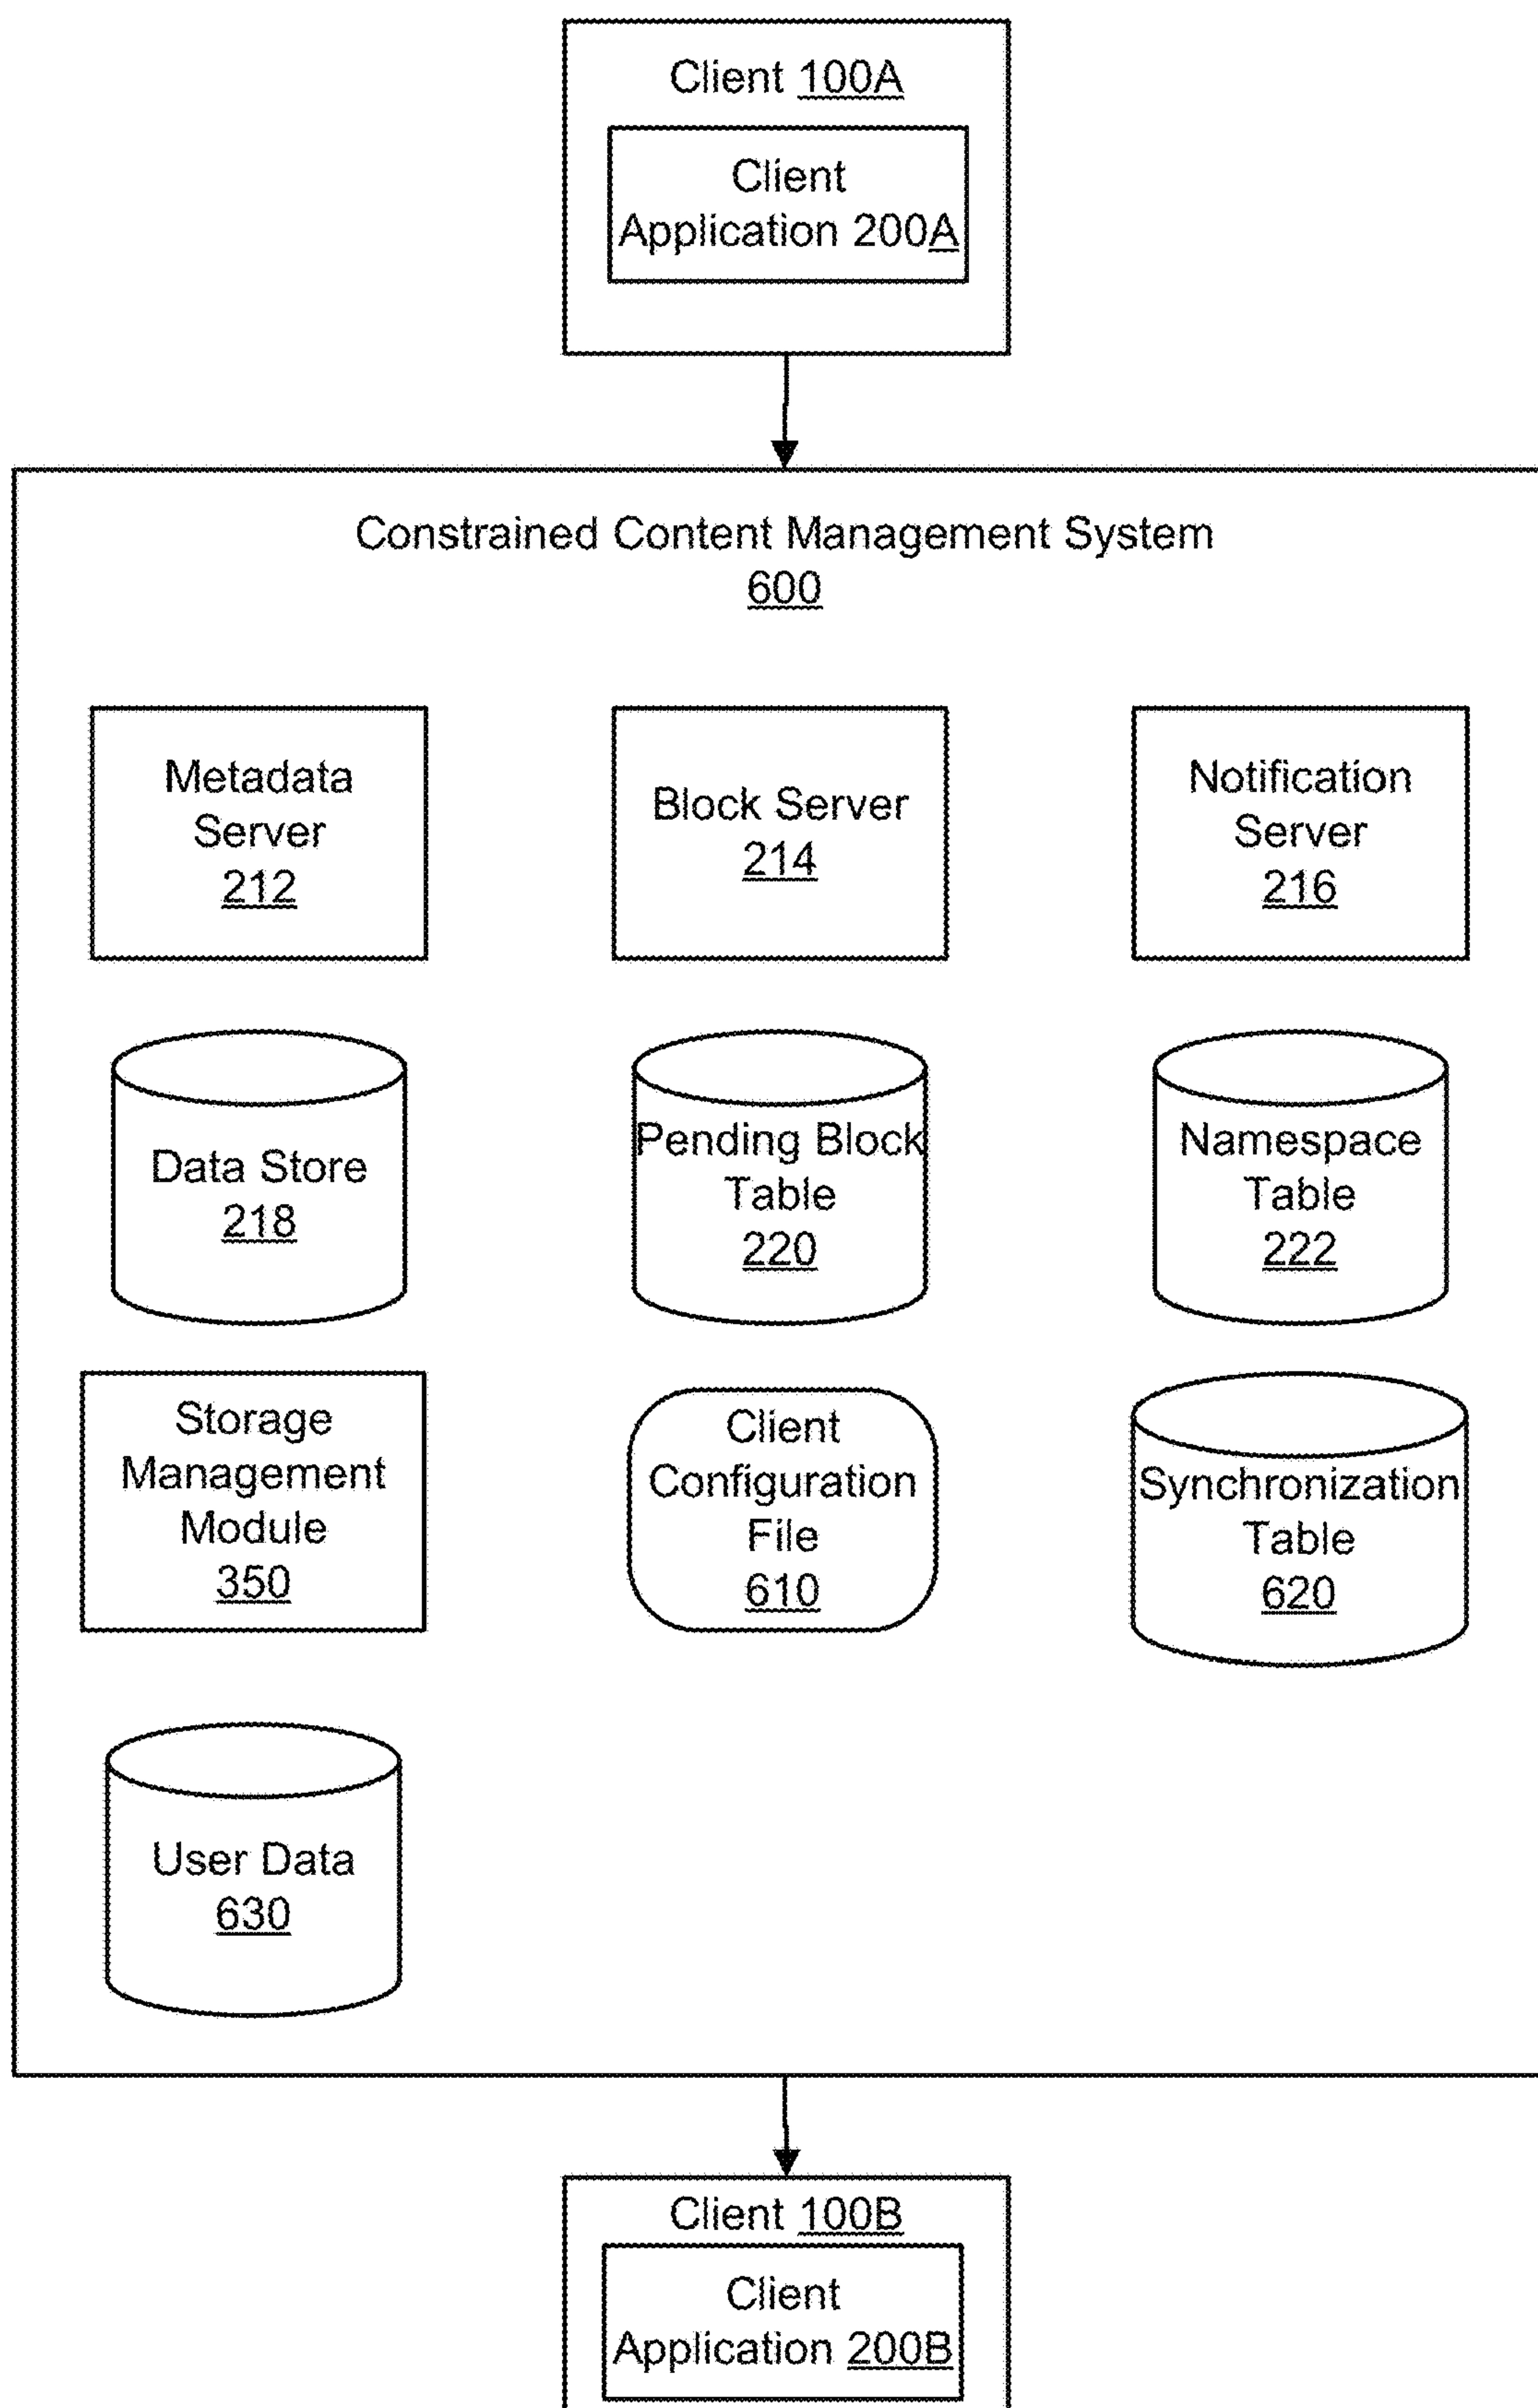 Client 100A
Client
Application 200A
Constrained Content Management System
600
Metadata
Server
212
Block Server
214
Notification
Server
216
Data Store
218
Pending Block
Table
220
Namespace
Table
222
Storage
Management
Module
350
Client
Configuration
File
610
Synchronization
Table
620
User Data
630
Client 100B
Client
Application 200B